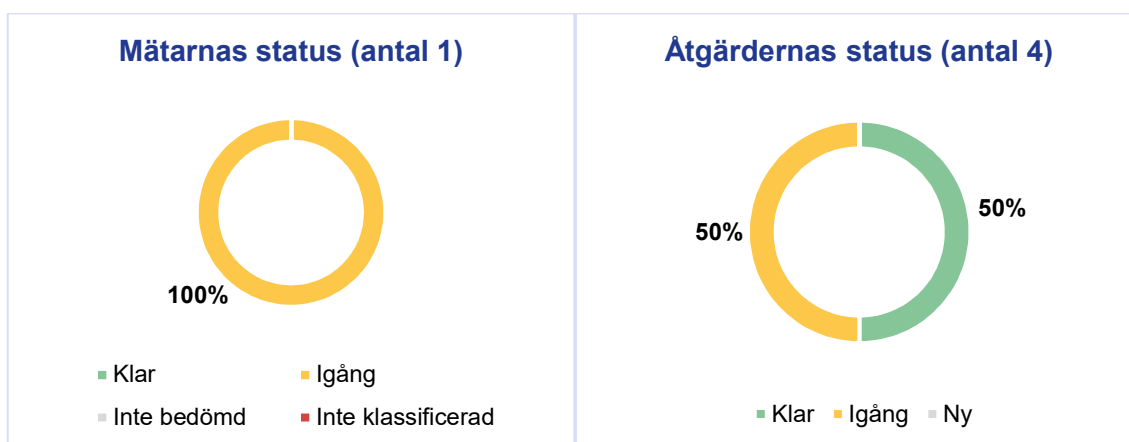 Mätarnas status (antal 1)
100%
Klar
Igång
Inte bedömd
Inte klassificerad
Åtgärdernas status (antal 4)
50%
50%
Klar
Igång
Ny